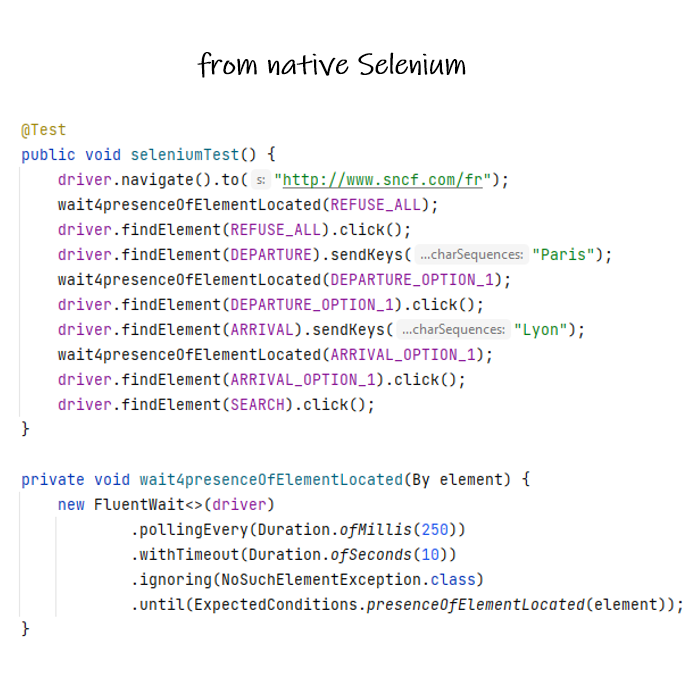 from native Selenium
@Test
public void seleniumTest() {
driver.navigate().to( s: "http://www.sncf.com/fr");
wait4presenceOfElementLocated(REFUSE_ALL);
driver.findElement(REFUSE_ALL).click();
driver.findElement(DEPARTURE).sendKeys( ...charSequences: "Paris");
wait4presenceOfElementLocated(DEPARTURE_OPTION_1);
driver.findElement(DEPARTURE_OPTION_1).click();
driver.findElement(ARRIVAL).sendKeys( ...charSequences: "Lyon");
wait4presenceOfElementLocated(ARRIVAL_OPTION_1);
driver.findElement(ARRIVAL_OPTION_1).click();
driver.findElement(SEARCH).click();
}
private void wait4presenceOfElementLocated(By element) {
new FluentWait<>(driver)
.pollingEvery(Duration.ofMillis(250))
.withTimeout(Duration.ofSeconds(10))
.ignoring(NoSuchElementException.class)
.until(ExpectedConditions.presenceOfElementLocated(element));
}